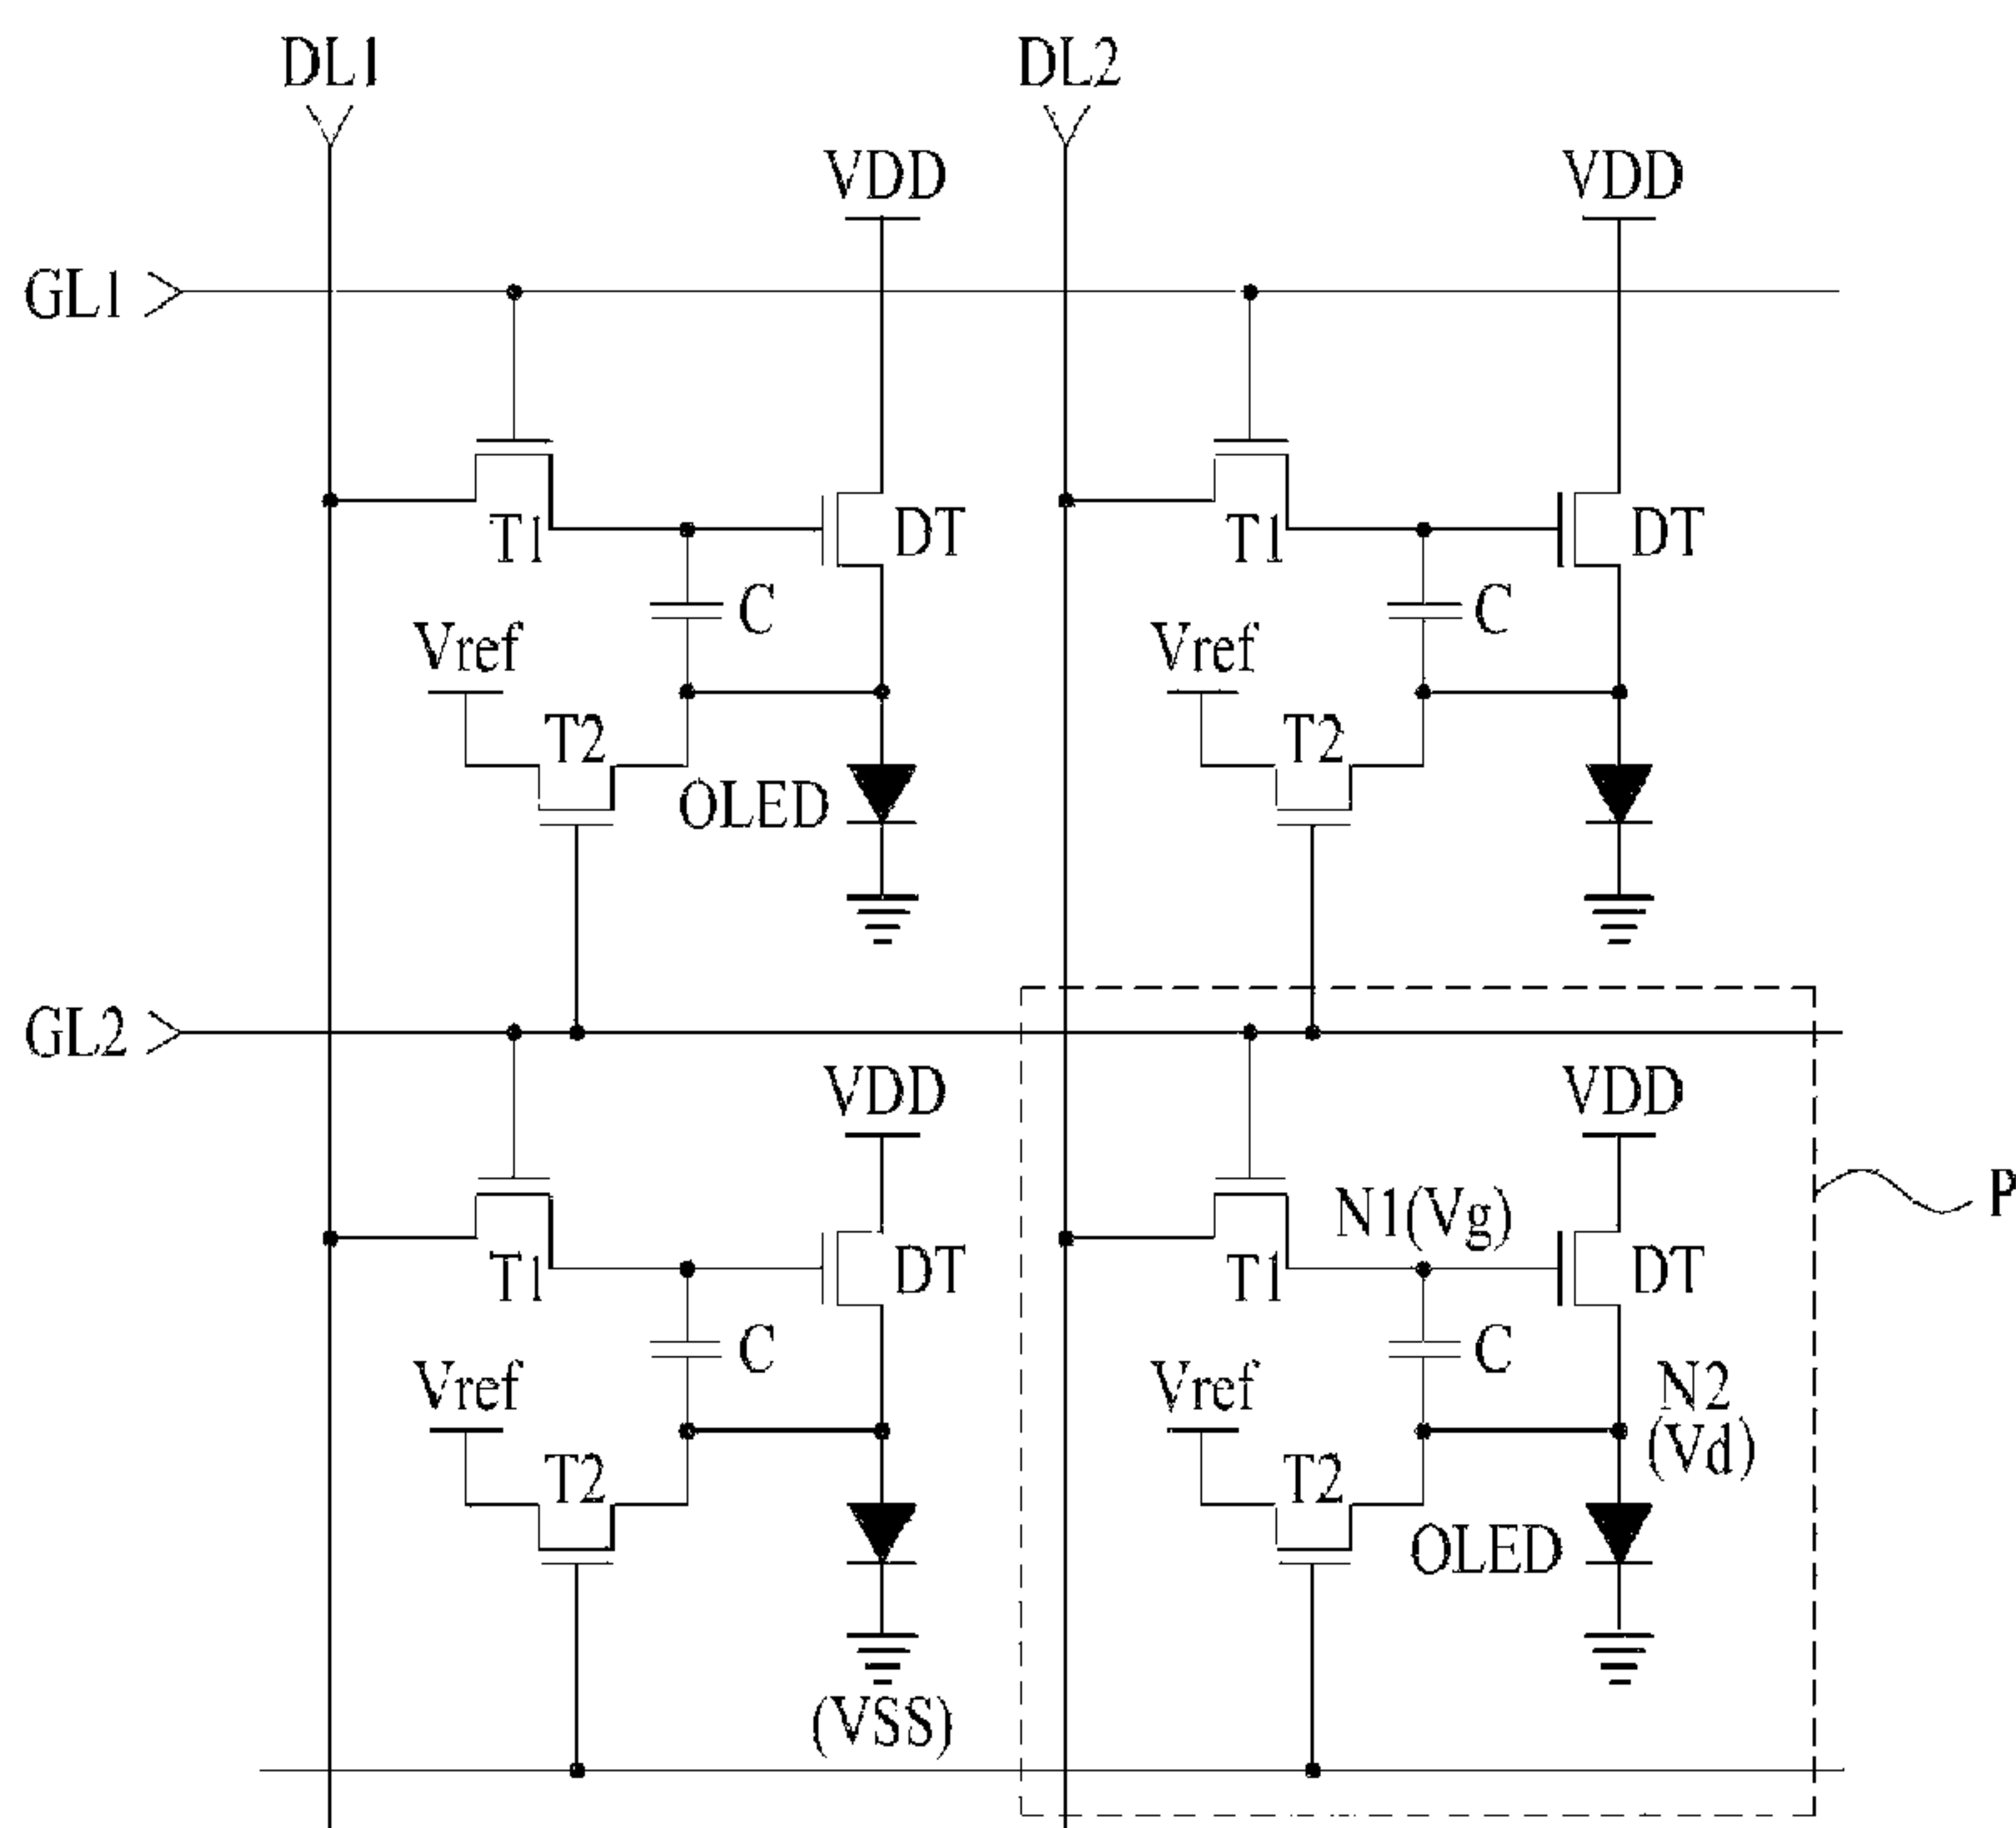 DL1 DL2
VDD VDD
GL1
T1 DT T1 DT
C C
Vref Vref
T2 T2
OLED
GL2
VDD VDD
P
N1(Vg)
T1 DT T1 DT
C C
Vref Vref N2
(Vd)
T2 T2
OLED
(VSS)